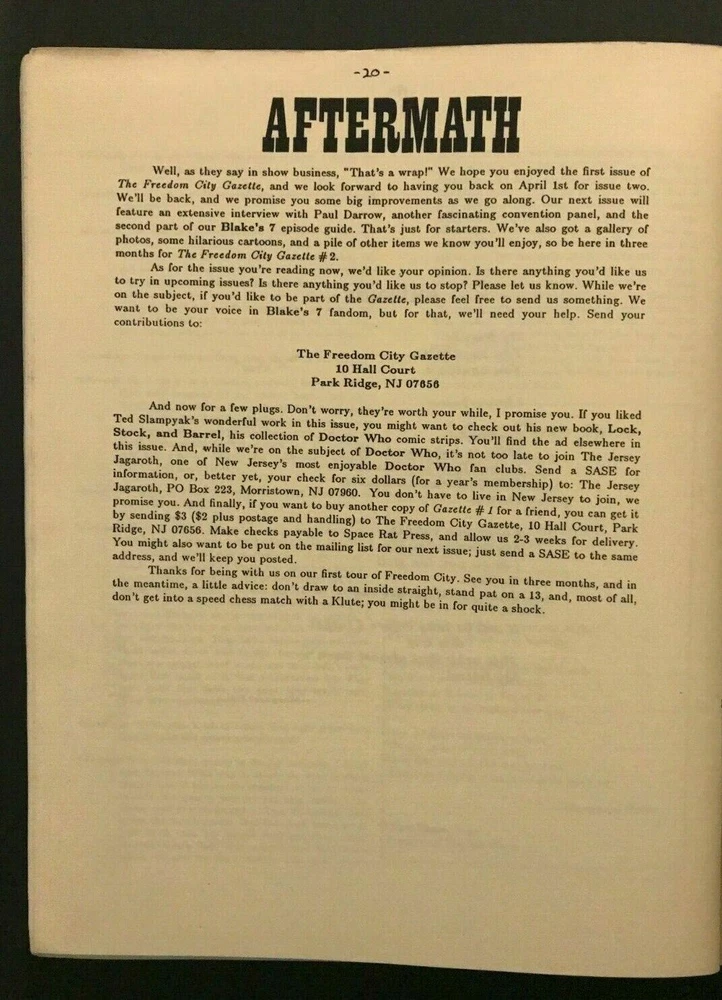 -20-
AFTERMATH
Well, as they say in show business, "That's a wrap!" We hope you enjoyed the first issue of
The Freedom City Gazette, and we look forward to having you back on April 1st for issue two.
We'll be back, and we promise you some big improvements as we go along. Our next issue will
feature an extensive interview with Paul Darrow, another fascinating convention panel, and the
second part of our Blake's 7 episode guide. That's just for starters. We've also got a gallery of
photos, some hilarious cartoons, and a pile of other items we know you'll enjoy, so be here in three
months for The Freedom City Gazette #2.
As for the issue you're reading now, we'd like your opinion. Is there anything you'd like us
to try in upcoming issues? Is there anything you'd like us to stop? Please let us know. While we're
on the subject, if you'd like to be part of the Gazette, please feel free to send us something. We
want to be your voice in Blake's 7 fandom, but for that, we'll need your help. Send your
contributions to:
The Freedom City Gazette
10 Hall Court
Park Ridge, NJ 07656
And now for a few plugs. Don't worry, they're worth your while, I promise you. If you liked
Ted Slampyak's wonderful work in this issue, you might want to check out his new book, Lock,
Stock, and Barrel, his collection of Doctor Who comic strips. You'll find the ad elsewhere in
this issue. And, while we're on the subject of Doctor Who, it's not too late to join The Jersey
Jagaroth, one of New Jersey's most enjoyable Doctor Who fan clubs. Send a SASE for
information, or, better yet, your check for six dollars (for a year's membership) to: The Jersey
Jagaroth, PO Box 223, Morristown, NJ 07960. You don't have to live in New Jersey to join, we
promise you. And finally, if you want to buy another copy of Gazette #1 for a friend, you can get it
by sending $3 ($2 plus postage and handling) to The Freedom City Gazette, 10 Hall Court, Park
Ridge, NJ 07656. Make checks payable to Space Rat Press, and allow us 2-3 weeks for delivery.
You might also want to be put on the mailing list for our next issue; just send a SASE to the same
address, and we'll keep you posted.
Thanks for being with us on our first tour of Freedom City. See you in three months, and in
the meantime, a little advice: don't draw to an inside straight, stand pat on a 13, and, most of all,
don't get into a speed chess match with a Klute; you might be in for quite a shock.